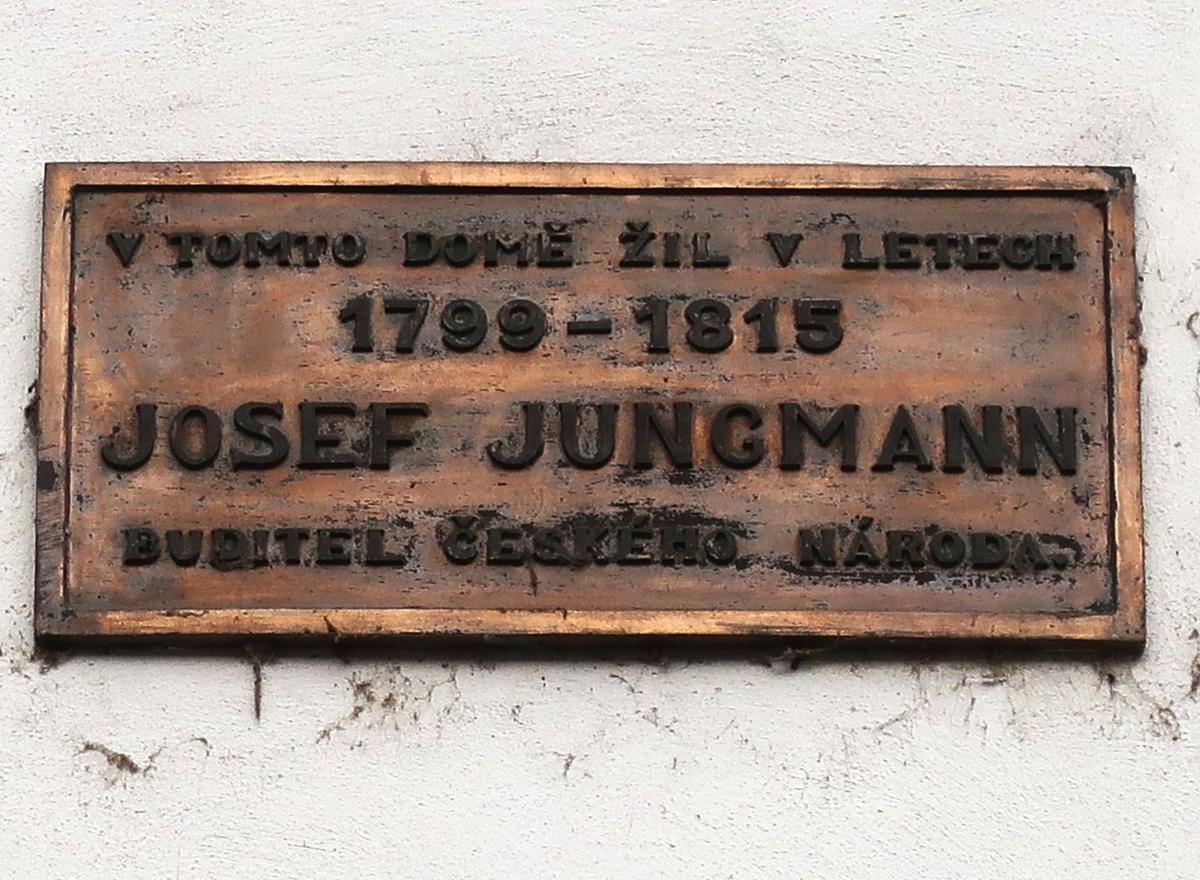 V TOMTO DOMĚ ŽIL V LETECH
1799-1815
JOSEF JUNGMANN
BUDITEL ČESKÉHO NÁRODA.